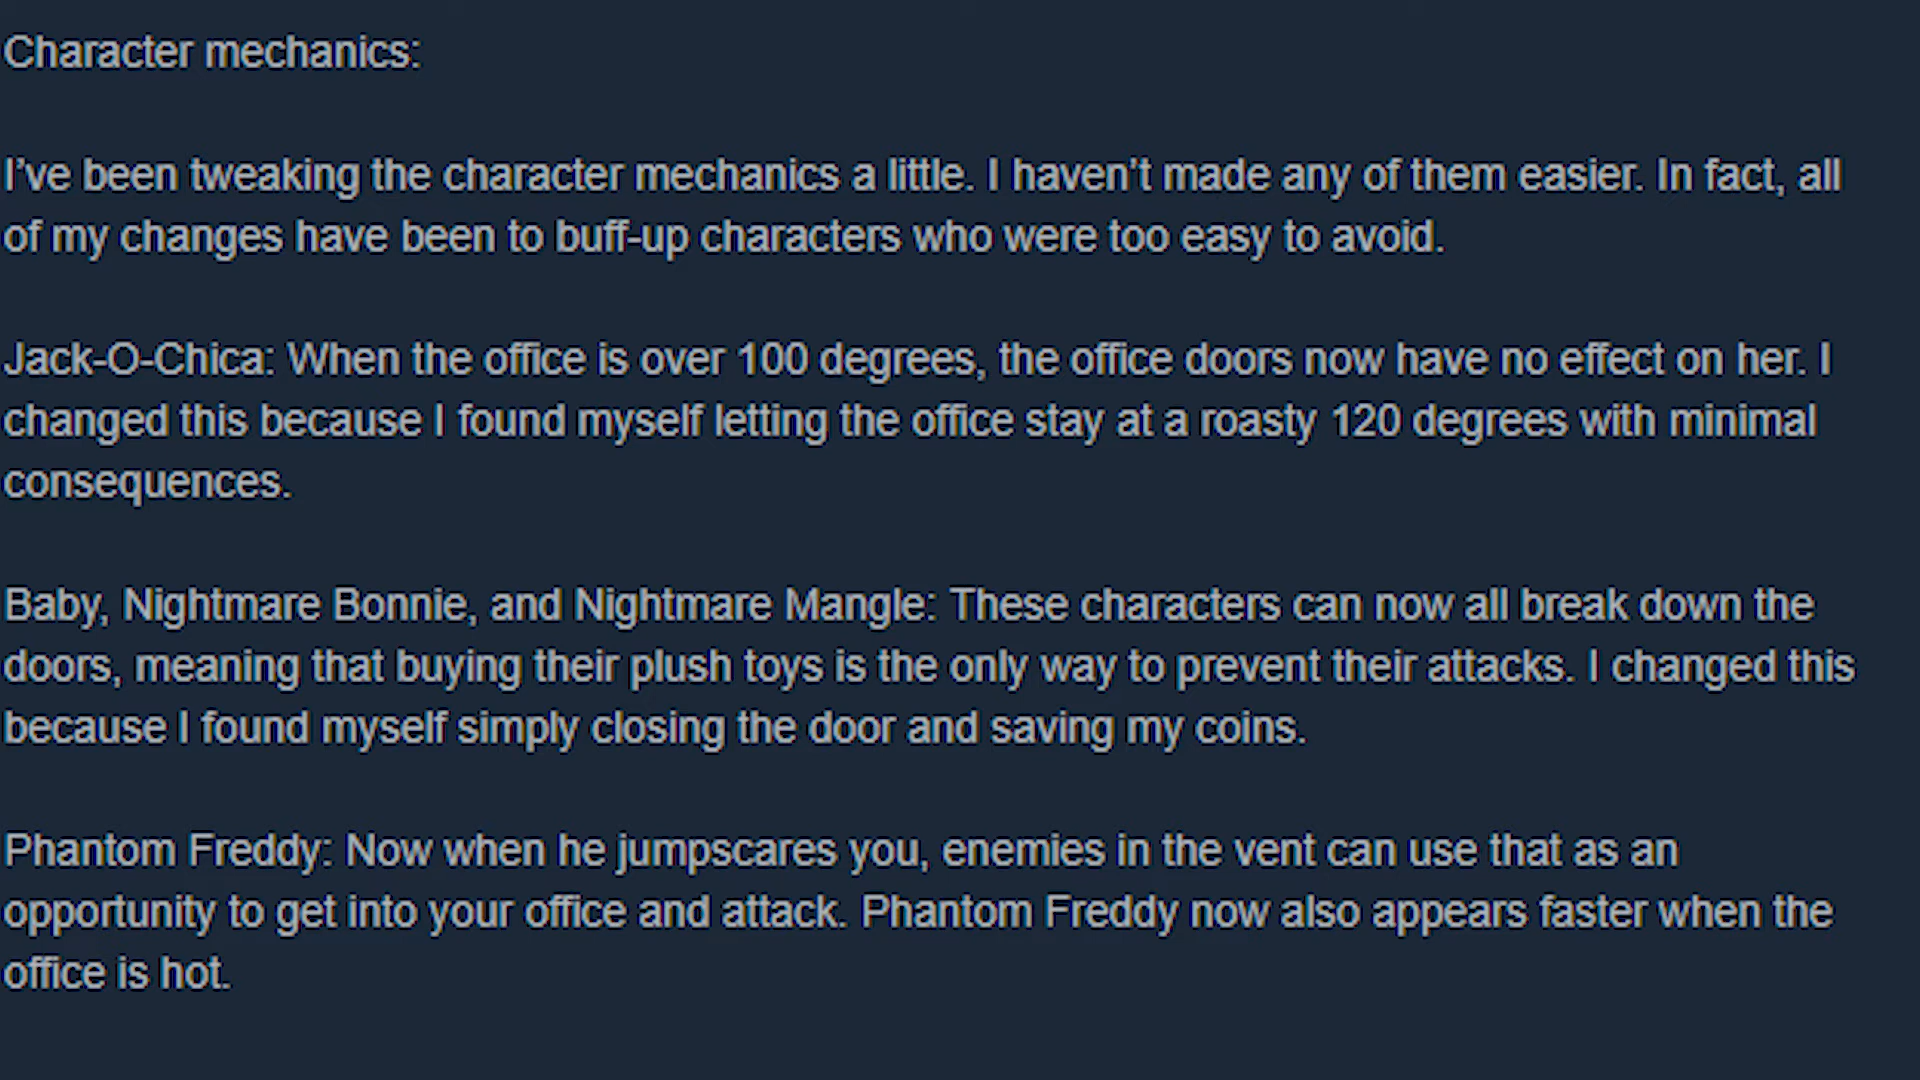 Character mechanics:
I’ve been tweaking the character mechanics a little. I haven’t made any of them easier. In fact, all
of my changes have been to buff-up characters who were too easy to avoid.
Jack-O-Chica: When the office is over 100 degrees, the office doors now have no effect on her. I
changed this because I found myself letting the office stay at a roasty 120 degrees with minimal
consequences.
Baby, Nightmare Bonnie, and Nightmare Mangle: These characters can now all break down the
doors, meaning that buying their plush toys is the only way to prevent their attacks. I changed this
because I found myself simply closing the door and saving my coins.
Phantom Freddy: Now when he jumpscares you, enemies in the vent can use that as an
opportunity to get into your office and attack. Phantom Freddy now also appears faster when the
office is hot.